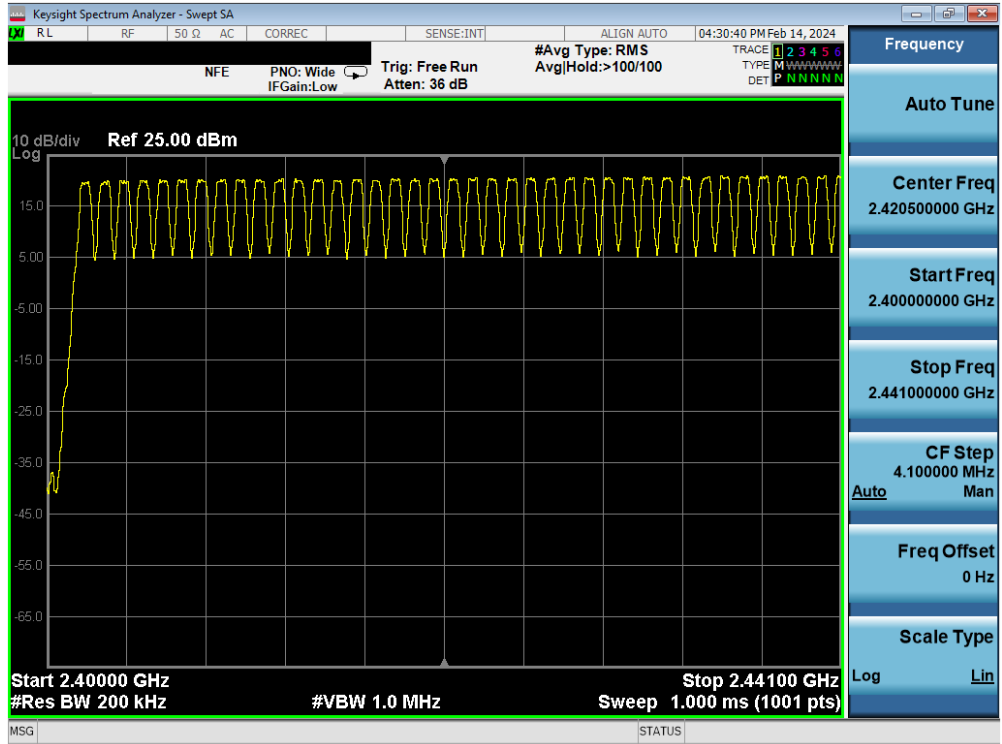 Keysight Spectrum Analyzer - Swept SA
LXI RL RF 50 Ω AC CORREC SENSE:INT ALIGN AUTO 04:30:40 PM Feb 14, 2024
NFE PNO: Wide IFGain:Low
Trig: Free Run
Atten: 36 dB
#Avg Type: RMS
Avg|Hold:>100/100
TRACE 1 2 3 4 5 6
TYPE M WWWWW
DET P N N N N N
10 dB/div
Log
Ref 25.00 dBm
15.0
5.00
-5.00
-15.0
-25.0
-35.0
-45.0
-55.0
-65.0
Start 2.40000 GHz
Stop 2.44100 GHz
#Res BW 200 kHz
#VBW 1.0 MHz
Sweep 1.000 ms (1001 pts)
MSG
STATUS
Frequency
Auto Tune
Center Freq
2.420500000 GHz
Start Freq
2.400000000 GHz
Stop Freq
2.441000000 GHz
CF Step
4.100000 MHz
Auto Man
Freq Offset
0 Hz
Scale Type
Log Lin